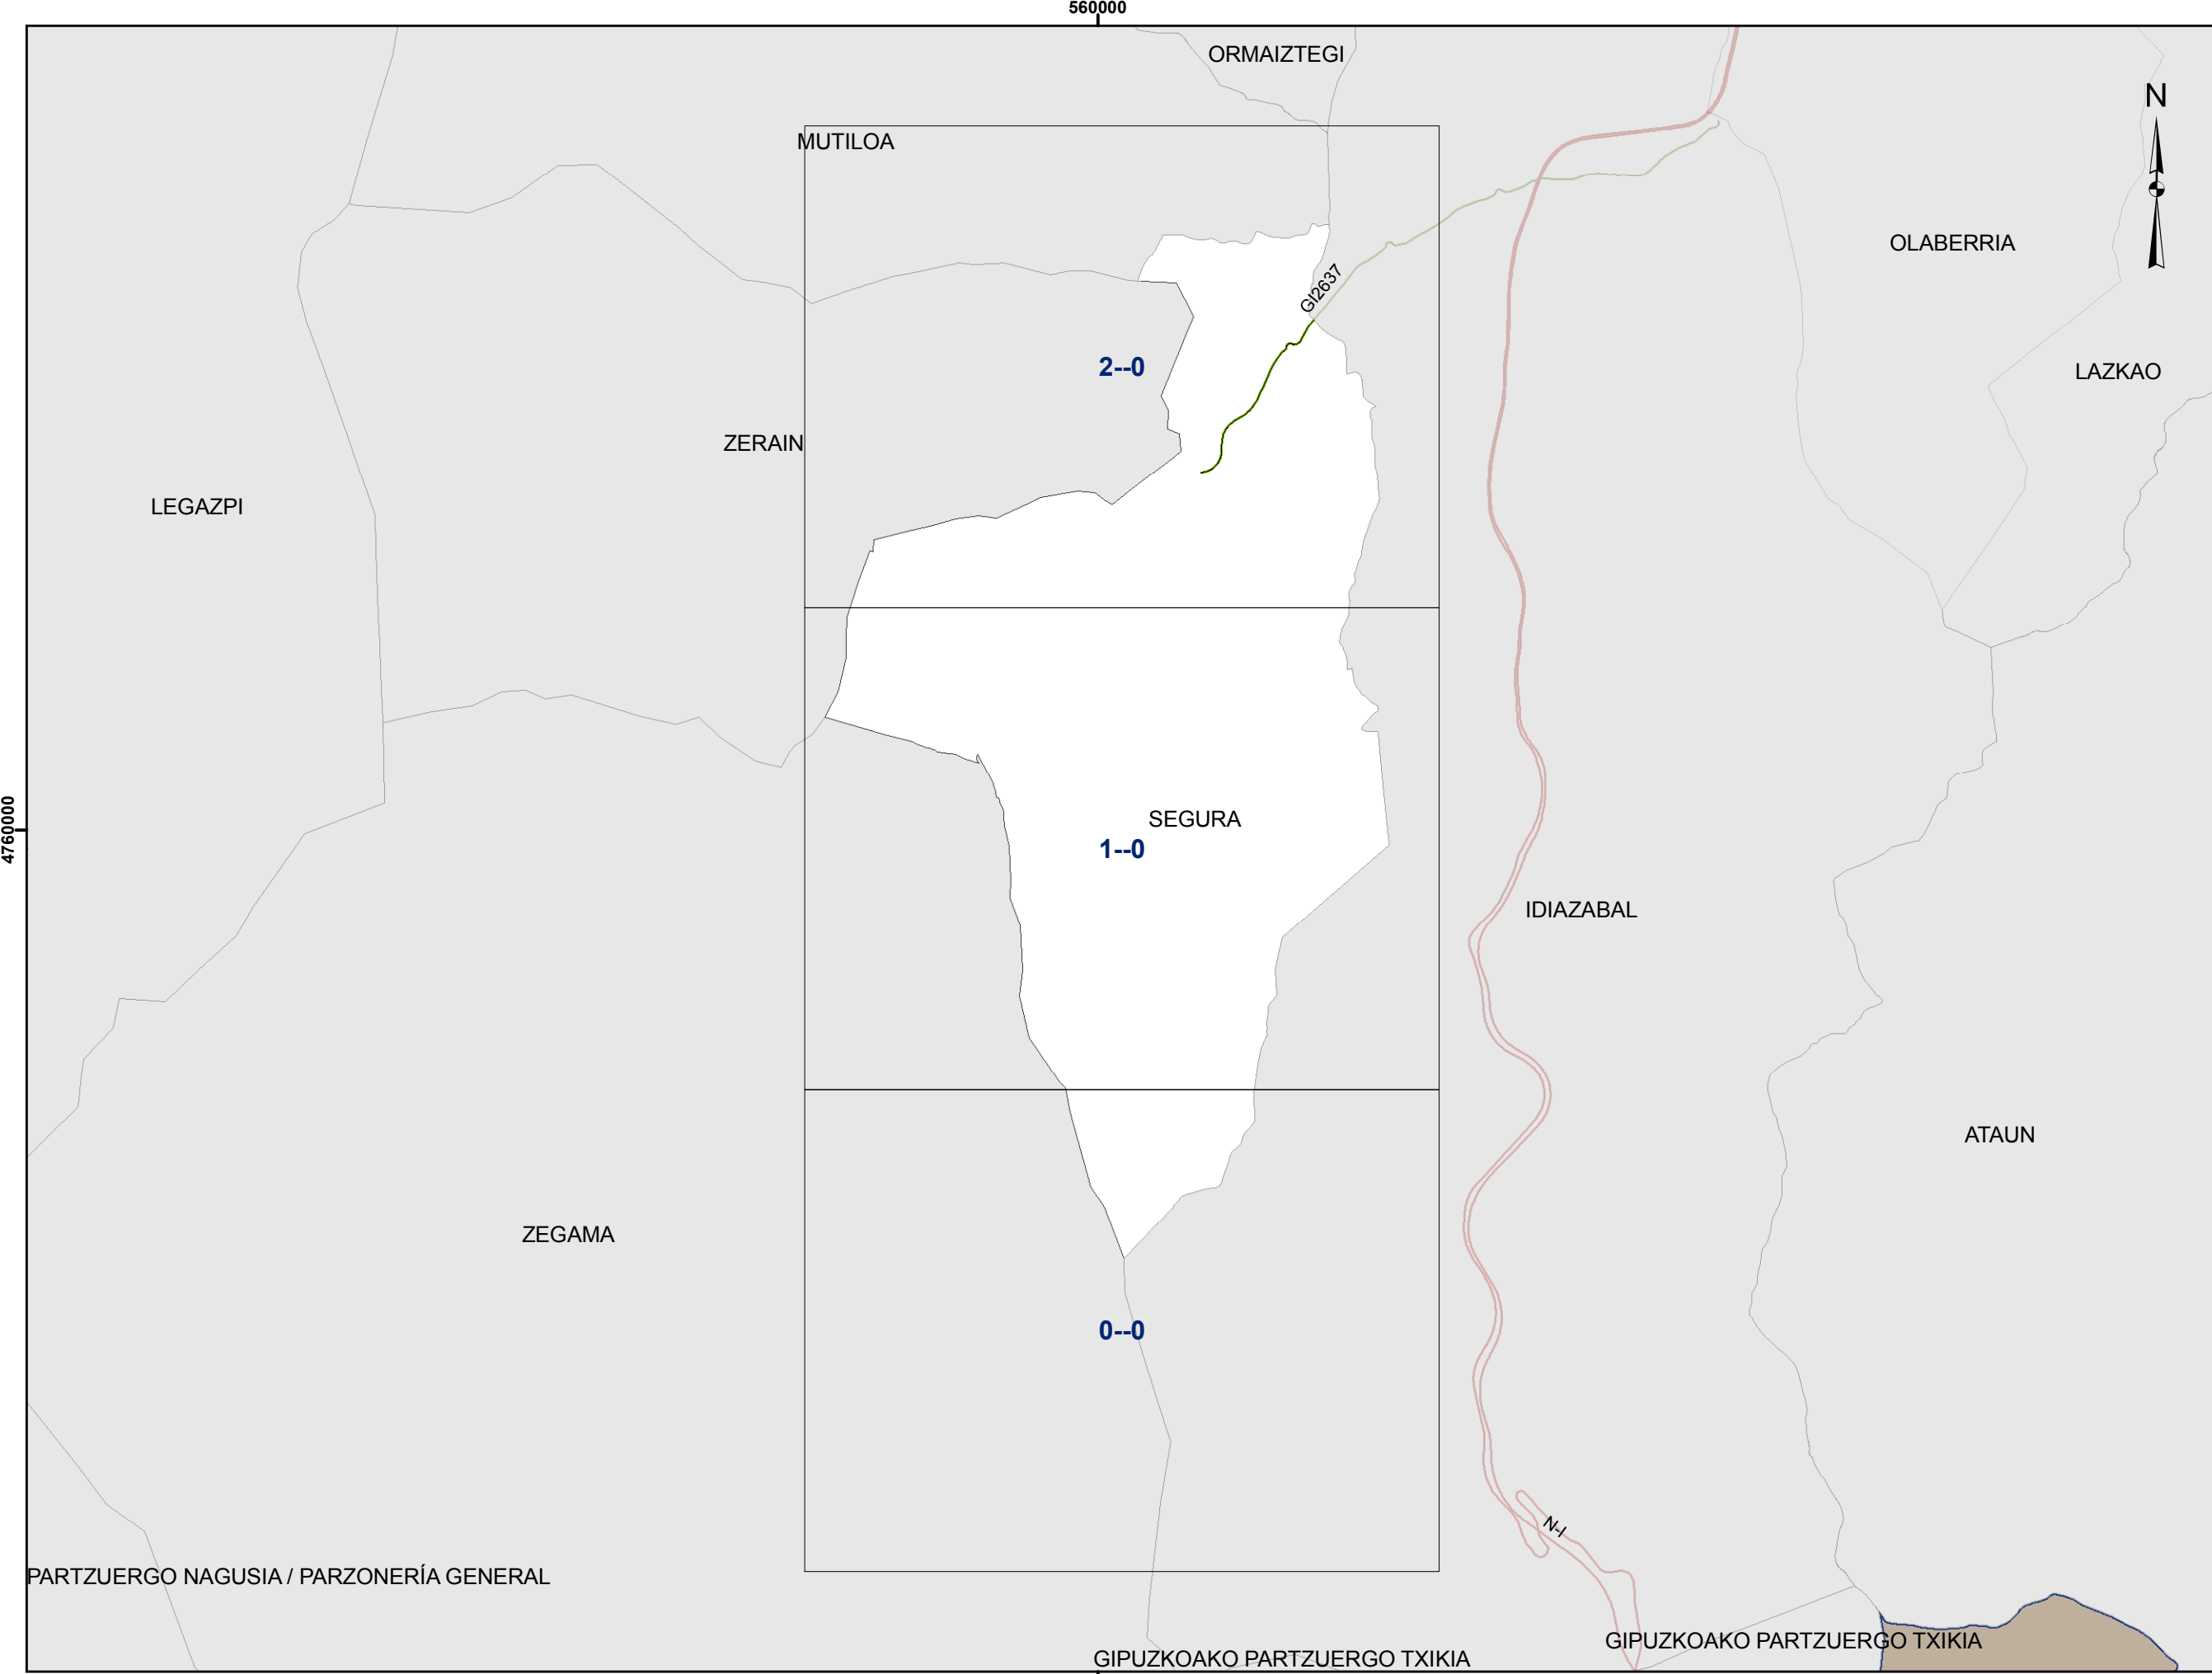 560000
ORMAIZTEGI
N
MUTILOA
OLABERRIA
GI2637
2--0
LAZKAO
ZERAIN
LEGAZPI
4760000
SEGURA
1--0
IDIAZABAL
ATAUN
ZEGAMA
0--0
N-I
PARTZUERGO NAGUSIA / PARZONERÍA GENERAL
GIPUZKOAKO PARTZUERGO TXIKIA
GIPUZKOAKO PARTZUERGO TXIKIA